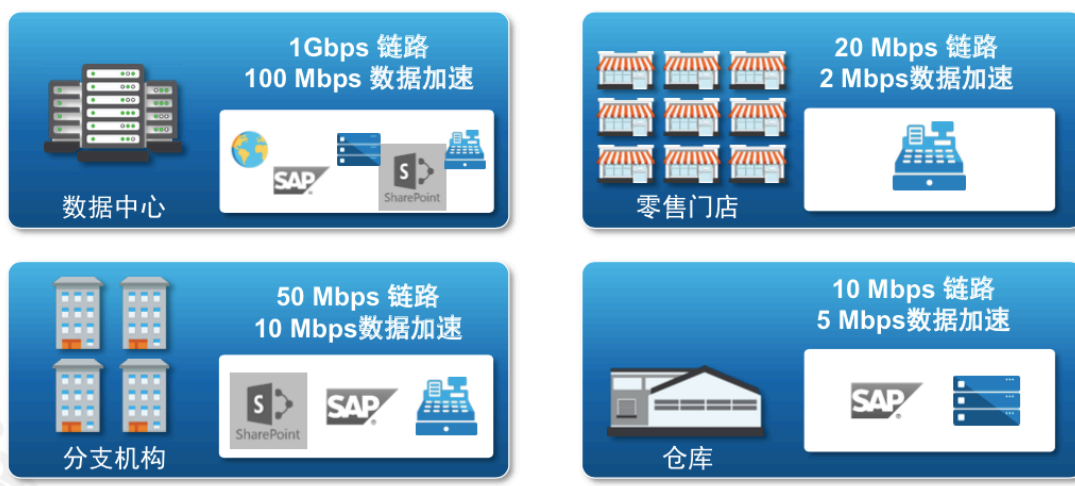 1Gbps 链路
100 Mbps 数据加速
SAP
S
SharePoint
数据中心
20 Mbps 链路
2 Mbps数据加速
零售门店
50 Mbps 链路
10 Mbps数据加速
S
SharePoint
SAP
分支机构
10 Mbps 链路
5 Mbps数据加速
SAP
仓库